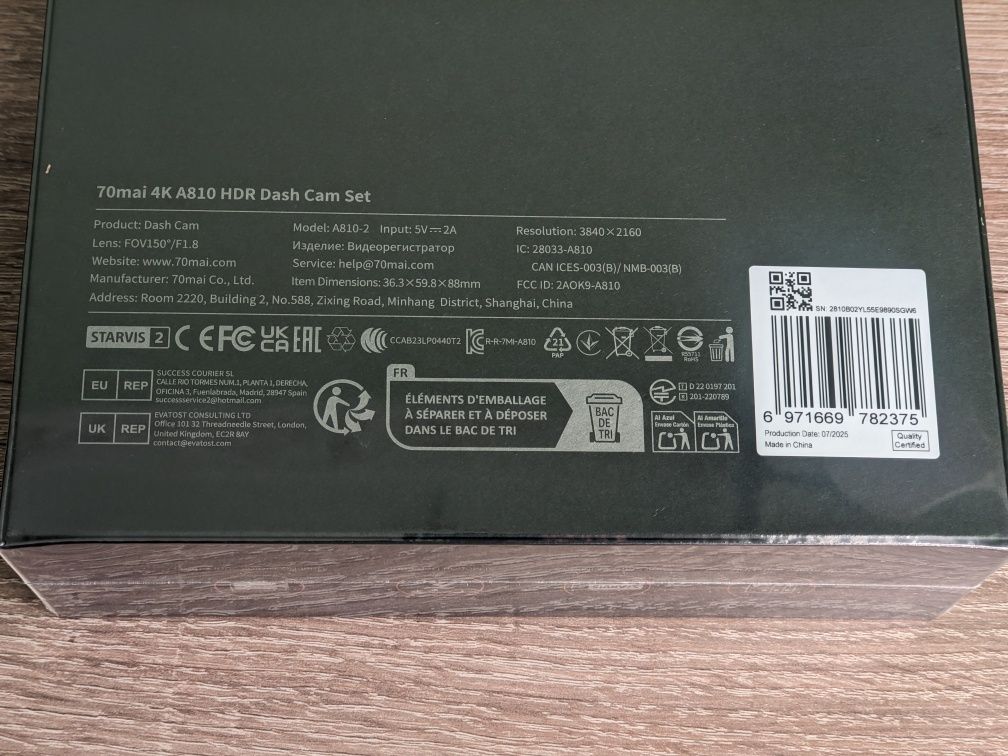 70mai 4K A810 HDR Dash Cam Set
Product: Dash Cam
Lens: FOV150°/F1.8
Website: www.70mai.com
Manufacturer: 70mai Co., Ltd.
Model: A810-2 Input: 5V⎓2A
Изделие: Видеорегистратор
Service: help@70mai.com
Item Dimensions: 36.3×59.8×88mm
Resolution: 3840×2160
IC: 28033-A810
CAN ICES-003(B)/ NMB-003(B)
FCC ID: 2AOK9-A810
Address: Room 2220, Building 2, No.588, Zixing Road, Minhang District, Shanghai, China
STARVIS 2 CE FC UK CA EAC CCAB23LP0440T2 R-R-7MI-A810 21 PAP R53711 RoHS
EU REP
SUCCESS COURIER SL
CALLE RIO TORMES NUM.1, PLANTA 1, DERECHA,
OFICINA 3, Fuenlabrada, Madrid, 28947 Spain
successservice2@hotmail.com
UK REP
EVATOST CONSULTING LTD
Office 101 32 Threadneedle Street, London,
United Kingdom, EC2R 8AY
contact@evatost.com
FR
ÉLÉMENTS D'EMBALLAGE
À SÉPARER ET À DÉPOSER
DANS LE BAC DE TRI
BAC
DE
TRI
T D 22 0197 201
R 201-220789
Al Azul
Envase Cartón
Al Amarillo
Envase Plástico
SN: 2810B02YL55E9890SGW6
6 971669 782375
Production Date: 07/2025
Made in China
Quality
Certified